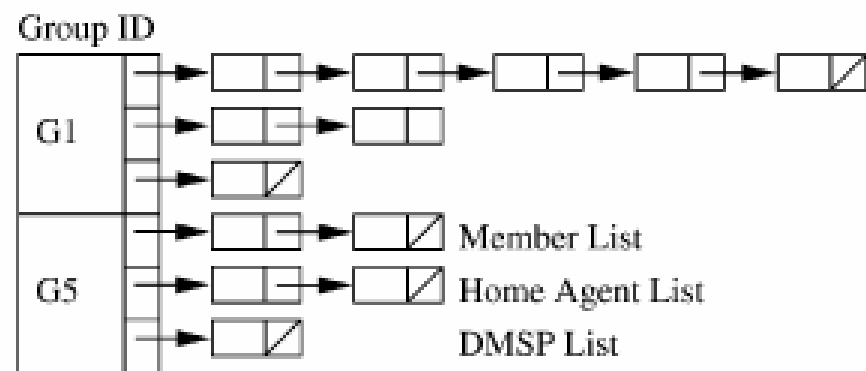 Group ID
G1
G5
Member List
Home Agent List
DMSP List